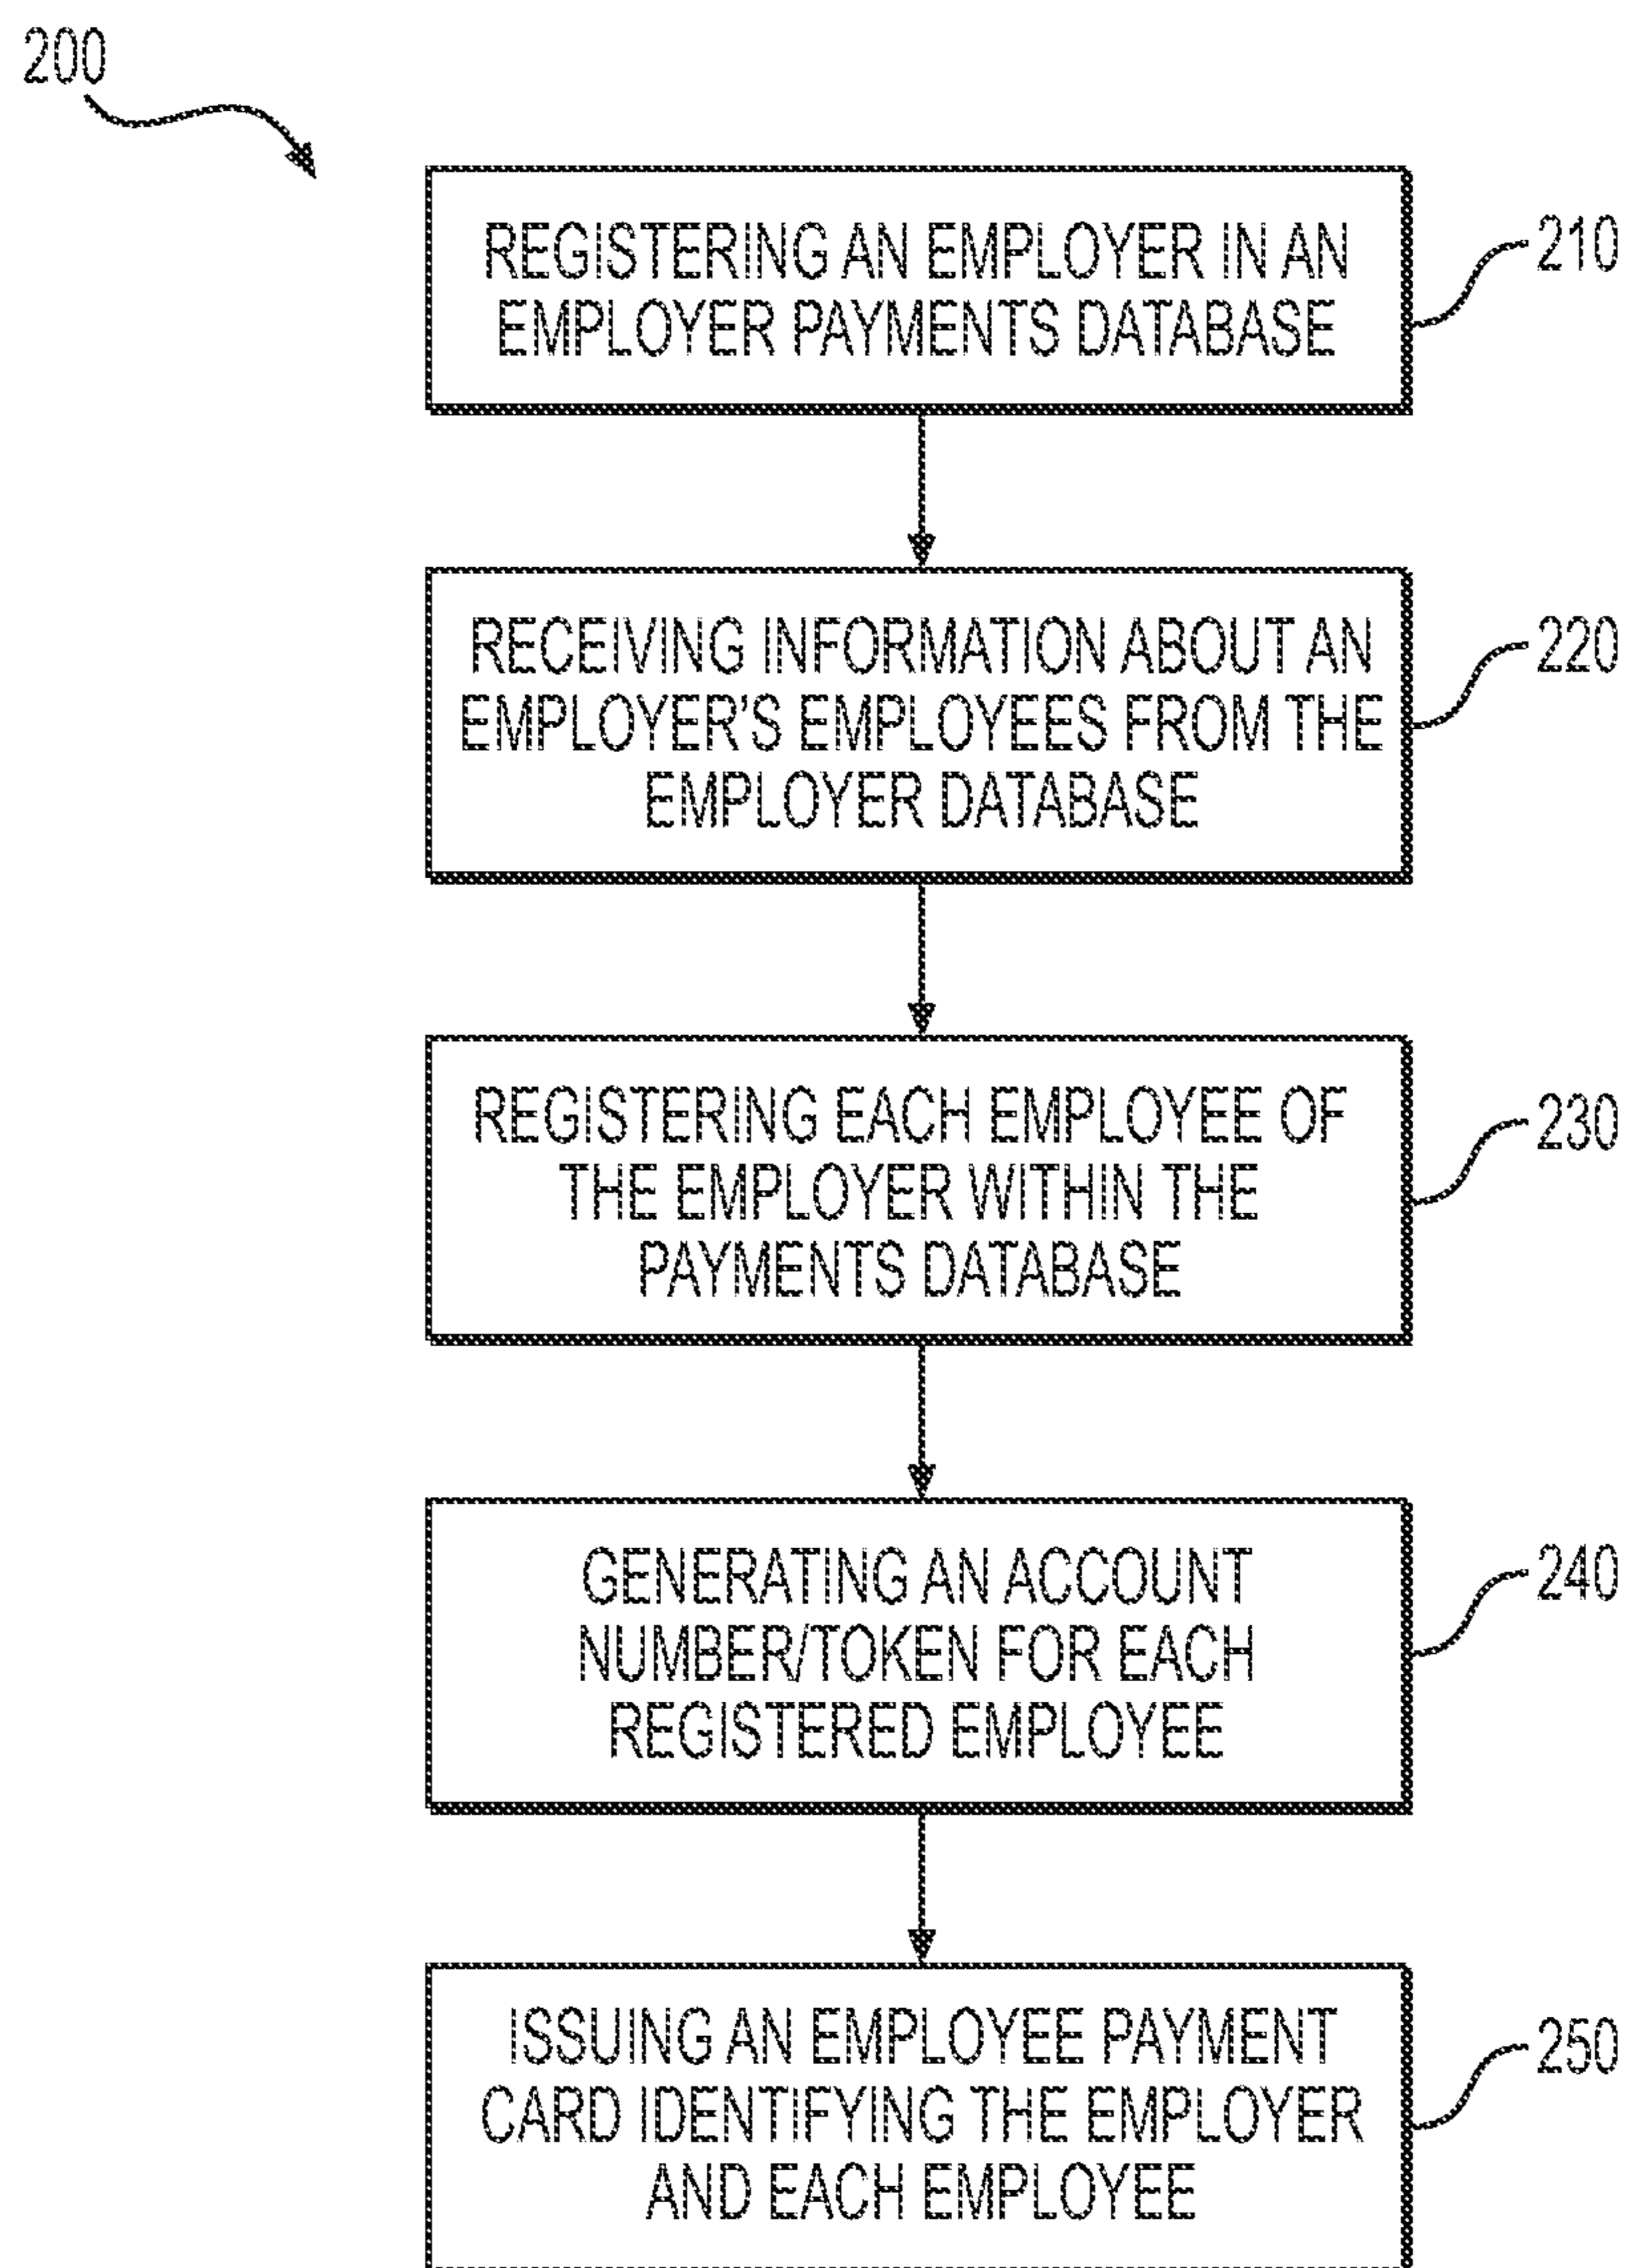 200
REGISTERING AN EMPLOYER IN AN
EMPLOYER PAYMENTS DATABASE
210
RECEIVING INFORMATION ABOUT AN
EMPLOYER'S EMPLOYEES FROM THE
EMPLOYER DATABASE
220
REGISTERING EACH EMPLOYEE OF
THE EMPLOYER WITHIN THE
PAYMENTS DATABASE
230
GENERATING AN ACCOUNT
NUMBER/TOKEN FOR EACH
REGISTERED EMPLOYEE
240
ISSUING AN EMPLOYEE PAYMENT
CARD IDENTIFYING THE EMPLOYER
AND EACH EMPLOYEE
250